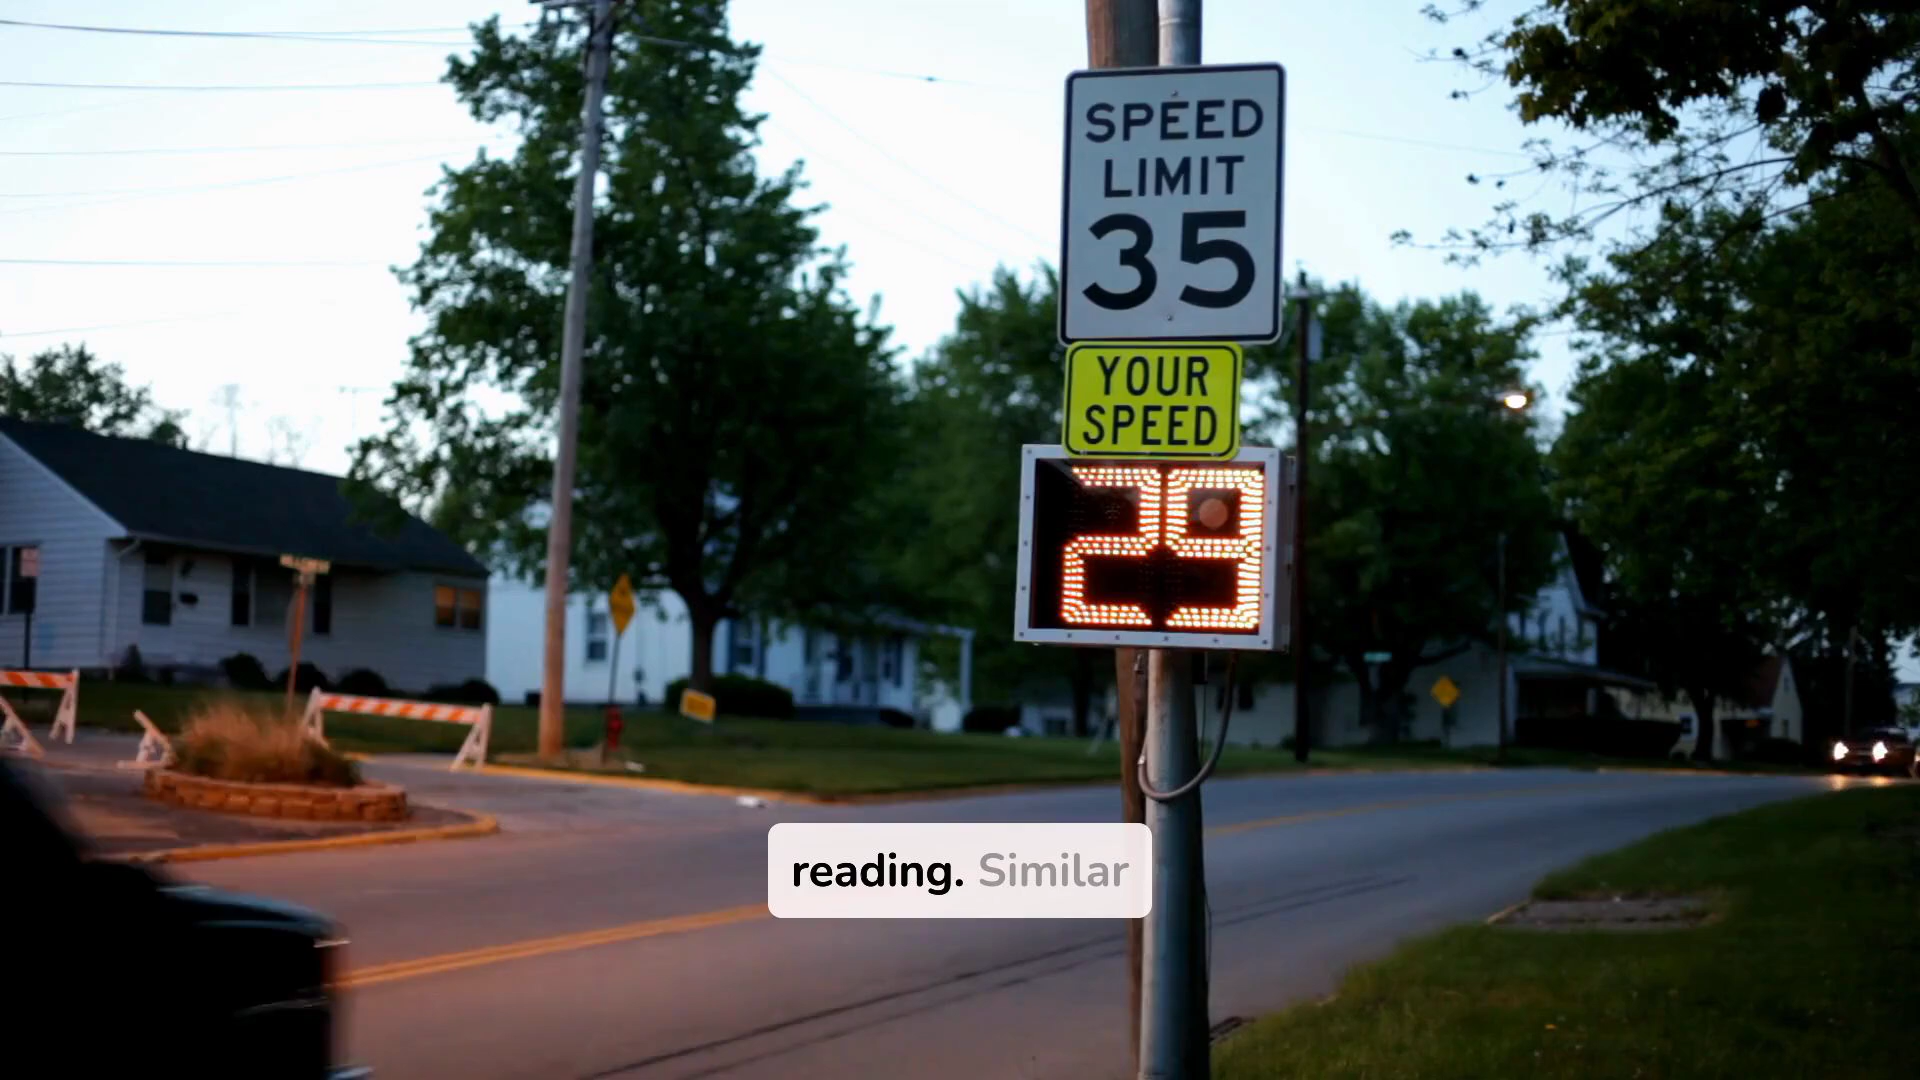 SPEED
LIMIT
35
YOUR
SPEED
29
reading. Similar